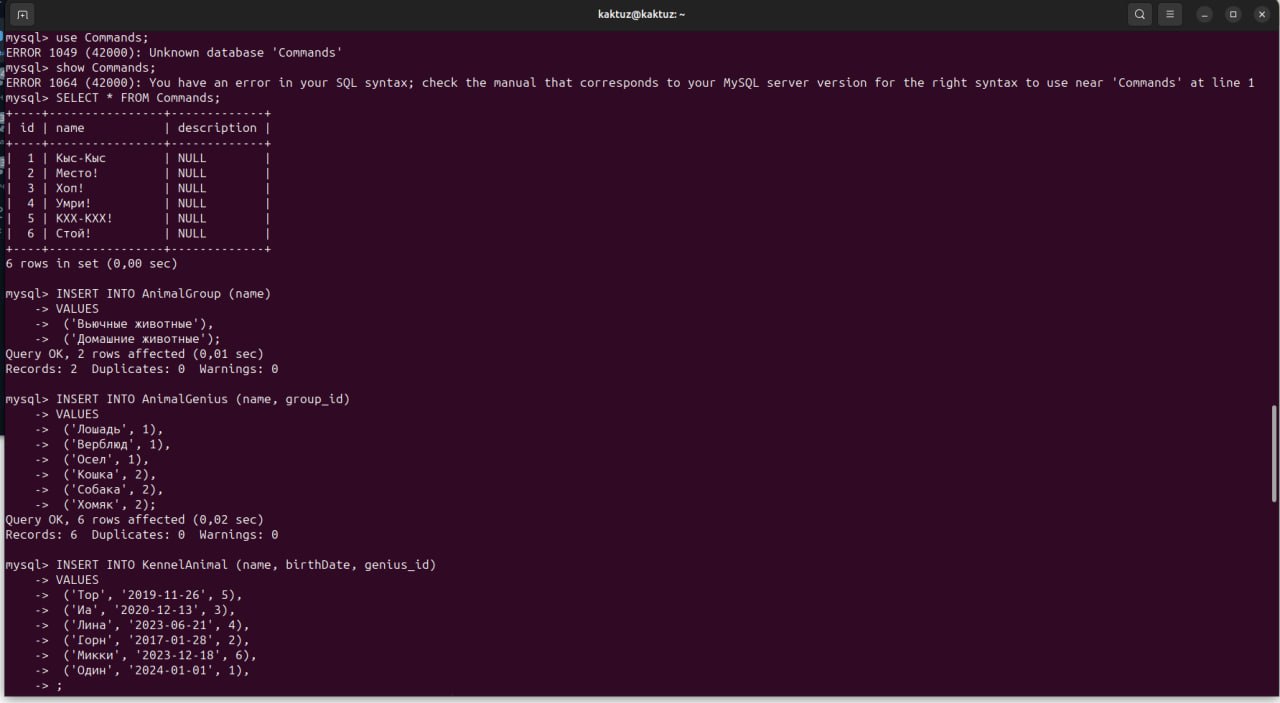 kaktuz@kaktuz: ~
mysql> use Commands;
ERROR 1049 (42000): Unknown database 'Commands'
mysql> show Commands;
ERROR 1064 (42000): You have an error in your SQL syntax; check the manual that corresponds to your MySQL server version for the right syntax to use near 'Commands' at line 1
mysql> SELECT * FROM Commands;
+----+----------------+-------------+
| id | name           | description |
+----+----------------+-------------+
|  1 | Кыс-Кыс        | NULL        |
|  2 | Место!         | NULL        |
|  3 | Хоп!           | NULL        |
|  4 | Умри!          | NULL        |
|  5 | КХХ-КХХ!       | NULL        |
|  6 | Стой!          | NULL        |
+----+----------------+-------------+
6 rows in set (0,00 sec)
mysql> INSERT INTO AnimalGroup (name)
    -> VALUES
    ->  ('Вьючные животные'),
    ->  ('Домашние животные');
Query OK, 2 rows affected (0,01 sec)
Records: 2  Duplicates: 0  Warnings: 0
mysql> INSERT INTO AnimalGenius (name, group_id)
    -> VALUES
    ->  ('Лошадь', 1),
    ->  ('Верблюд', 1),
    ->  ('Осел', 1),
    ->  ('Кошка', 2),
    ->  ('Собака', 2),
    ->  ('Хомяк', 2);
Query OK, 6 rows affected (0,02 sec)
Records: 6  Duplicates: 0  Warnings: 0
mysql> INSERT INTO KennelAnimal (name, birthDate, genius_id)
    -> VALUES
    ->  ('Тор', '2019-11-26', 5),
    ->  ('Иа', '2020-12-13', 3),
    ->  ('Лина', '2023-06-21', 4),
    ->  ('Горн', '2017-01-28', 2),
    ->  ('Микки', '2023-12-18', 6),
    ->  ('Один', '2024-01-01', 1),
    -> ;